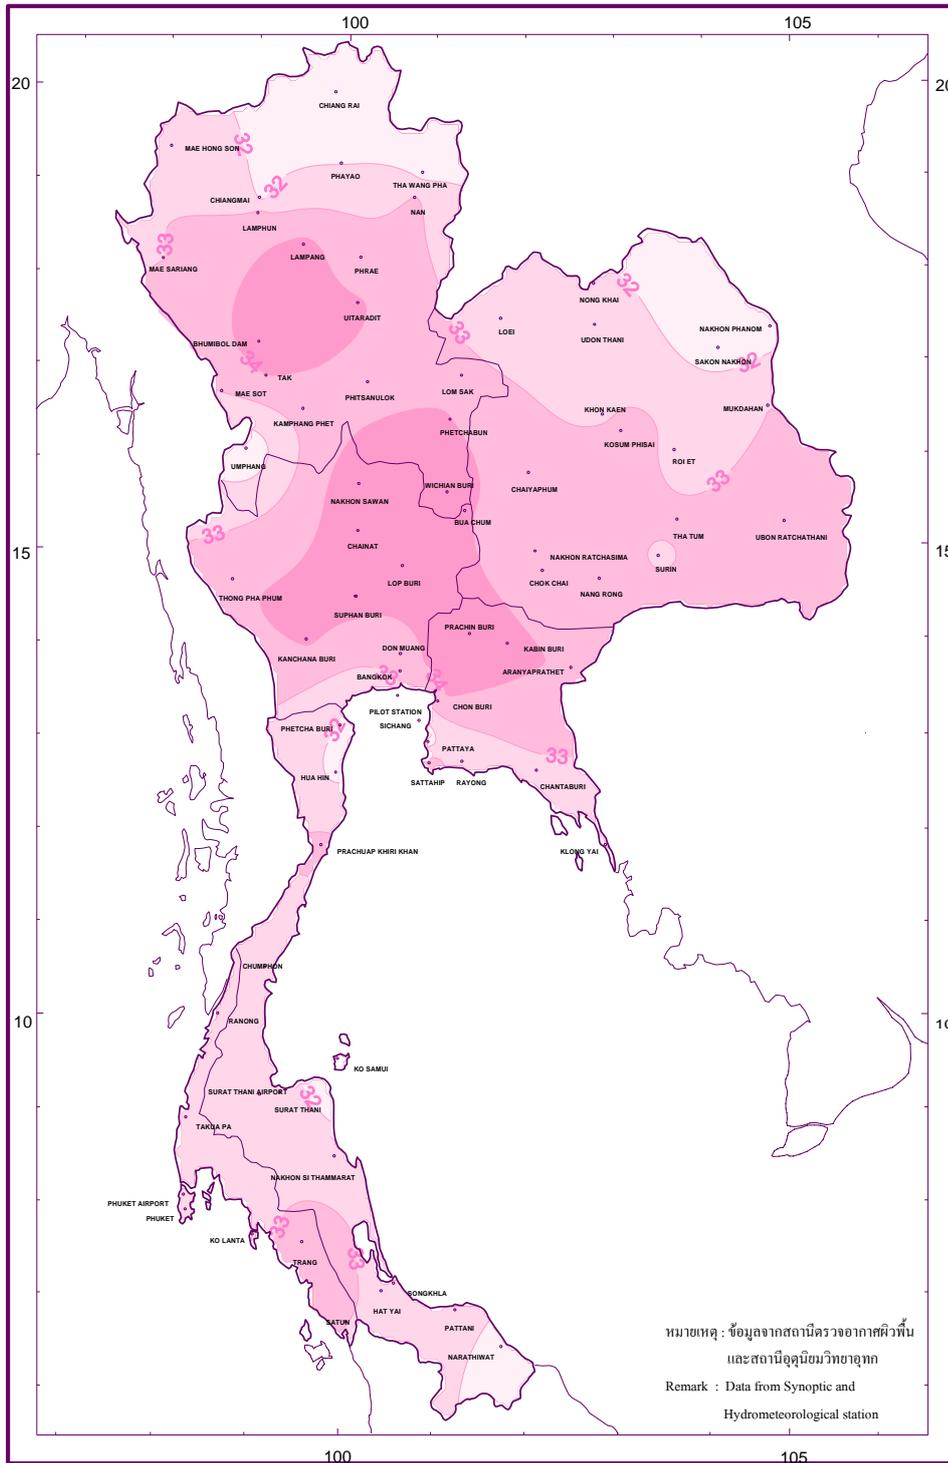 100
105
20
20
CHIANG RAI
33
MAE HONG SON
PHAYAO
32
THA WANG PHA
CHIANGMAI
NAN
LAMPHUN
33
LAMPANG
MAE SARIANG
PHRAE
32
NONG KHAI
UITARADIT
33
LOEI
NAKHON PHANOM
UDON THANI
BHUMIBOL DAM
34
SAKON NAKHON
32
TAK
MAE SOT
PHITSANULOK
LOM SAK
KHON KAEN
MUKDAHAN
KAMPHANG PHET
PHETCHABUN
KOSUM PHISAI
UMPHANG
ROI ET
33
WICHIAN BURI
CHAIYAPHUM
NAKHON SAWAN
BUA CHUM
33
THA TUM
UBON RATCHATHANI
15
15
CHAINAT
NAKHON RATCHASIMA
SURIN
LOP BURI
CHOK CHAI
THONG PHA PHUM
NANG RONG
SUPHAN BURI
PRACHIN BURI
DON MUANG
KABIN BURI
KANCHANA BURI
ARANYAPRATHET
33
BANGKOK
34
CHON BURI
PILOT STATION
SICHANG
PHETCHA BURI
32
PATTAYA
33
HUA HIN
SATTAHIP
RAYONG
CHANTABURI
PRACHUAP KHIRI KHAN
KLONG YAI
CHUMPHON
10
10
RANONG
KO SAMUI
SURAT THANI AIRPORT
32
SURAT THANI
TAKUA PA
NAKHON SI THAMMARAT
PHUKET AIRPORT
PHUKET
33
KO LANTA
33
TRANG
SONGKHLA
HAT YAI
SATUN
PATTANI
NARATHIWAT
หมายเหตุ : ข้อมูลจากสถานีตรวจอากาศผิวพื้น
และสถานีอุตุนิยมวิทยาอุทก
Remark : Data from Synoptic and
Hydrometeorological station
100
105